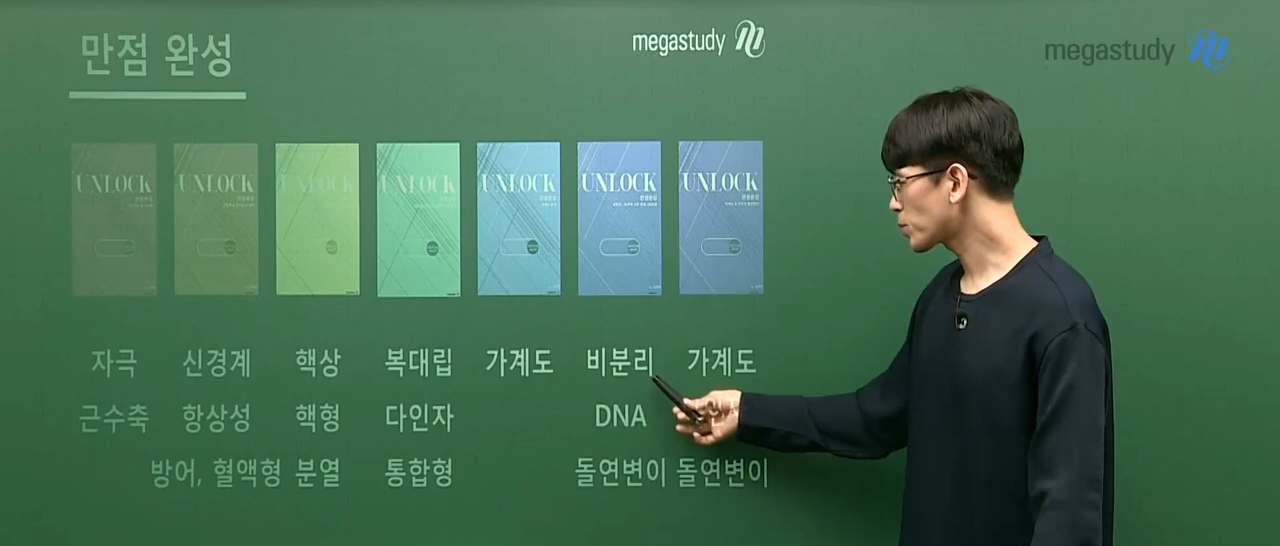 만점 완성
megastudy
megastudy
UNLOCK UNLOCK UNLOCK UNLOCK UNLOCK UNLOCK UNLOCK
자극 신경계 핵상 복대립 가계도 비분리 가계도
근수축 항상성 핵형 다인자 DNA
방어, 혈액형 분열 통합형 돌연변이 돌연변이